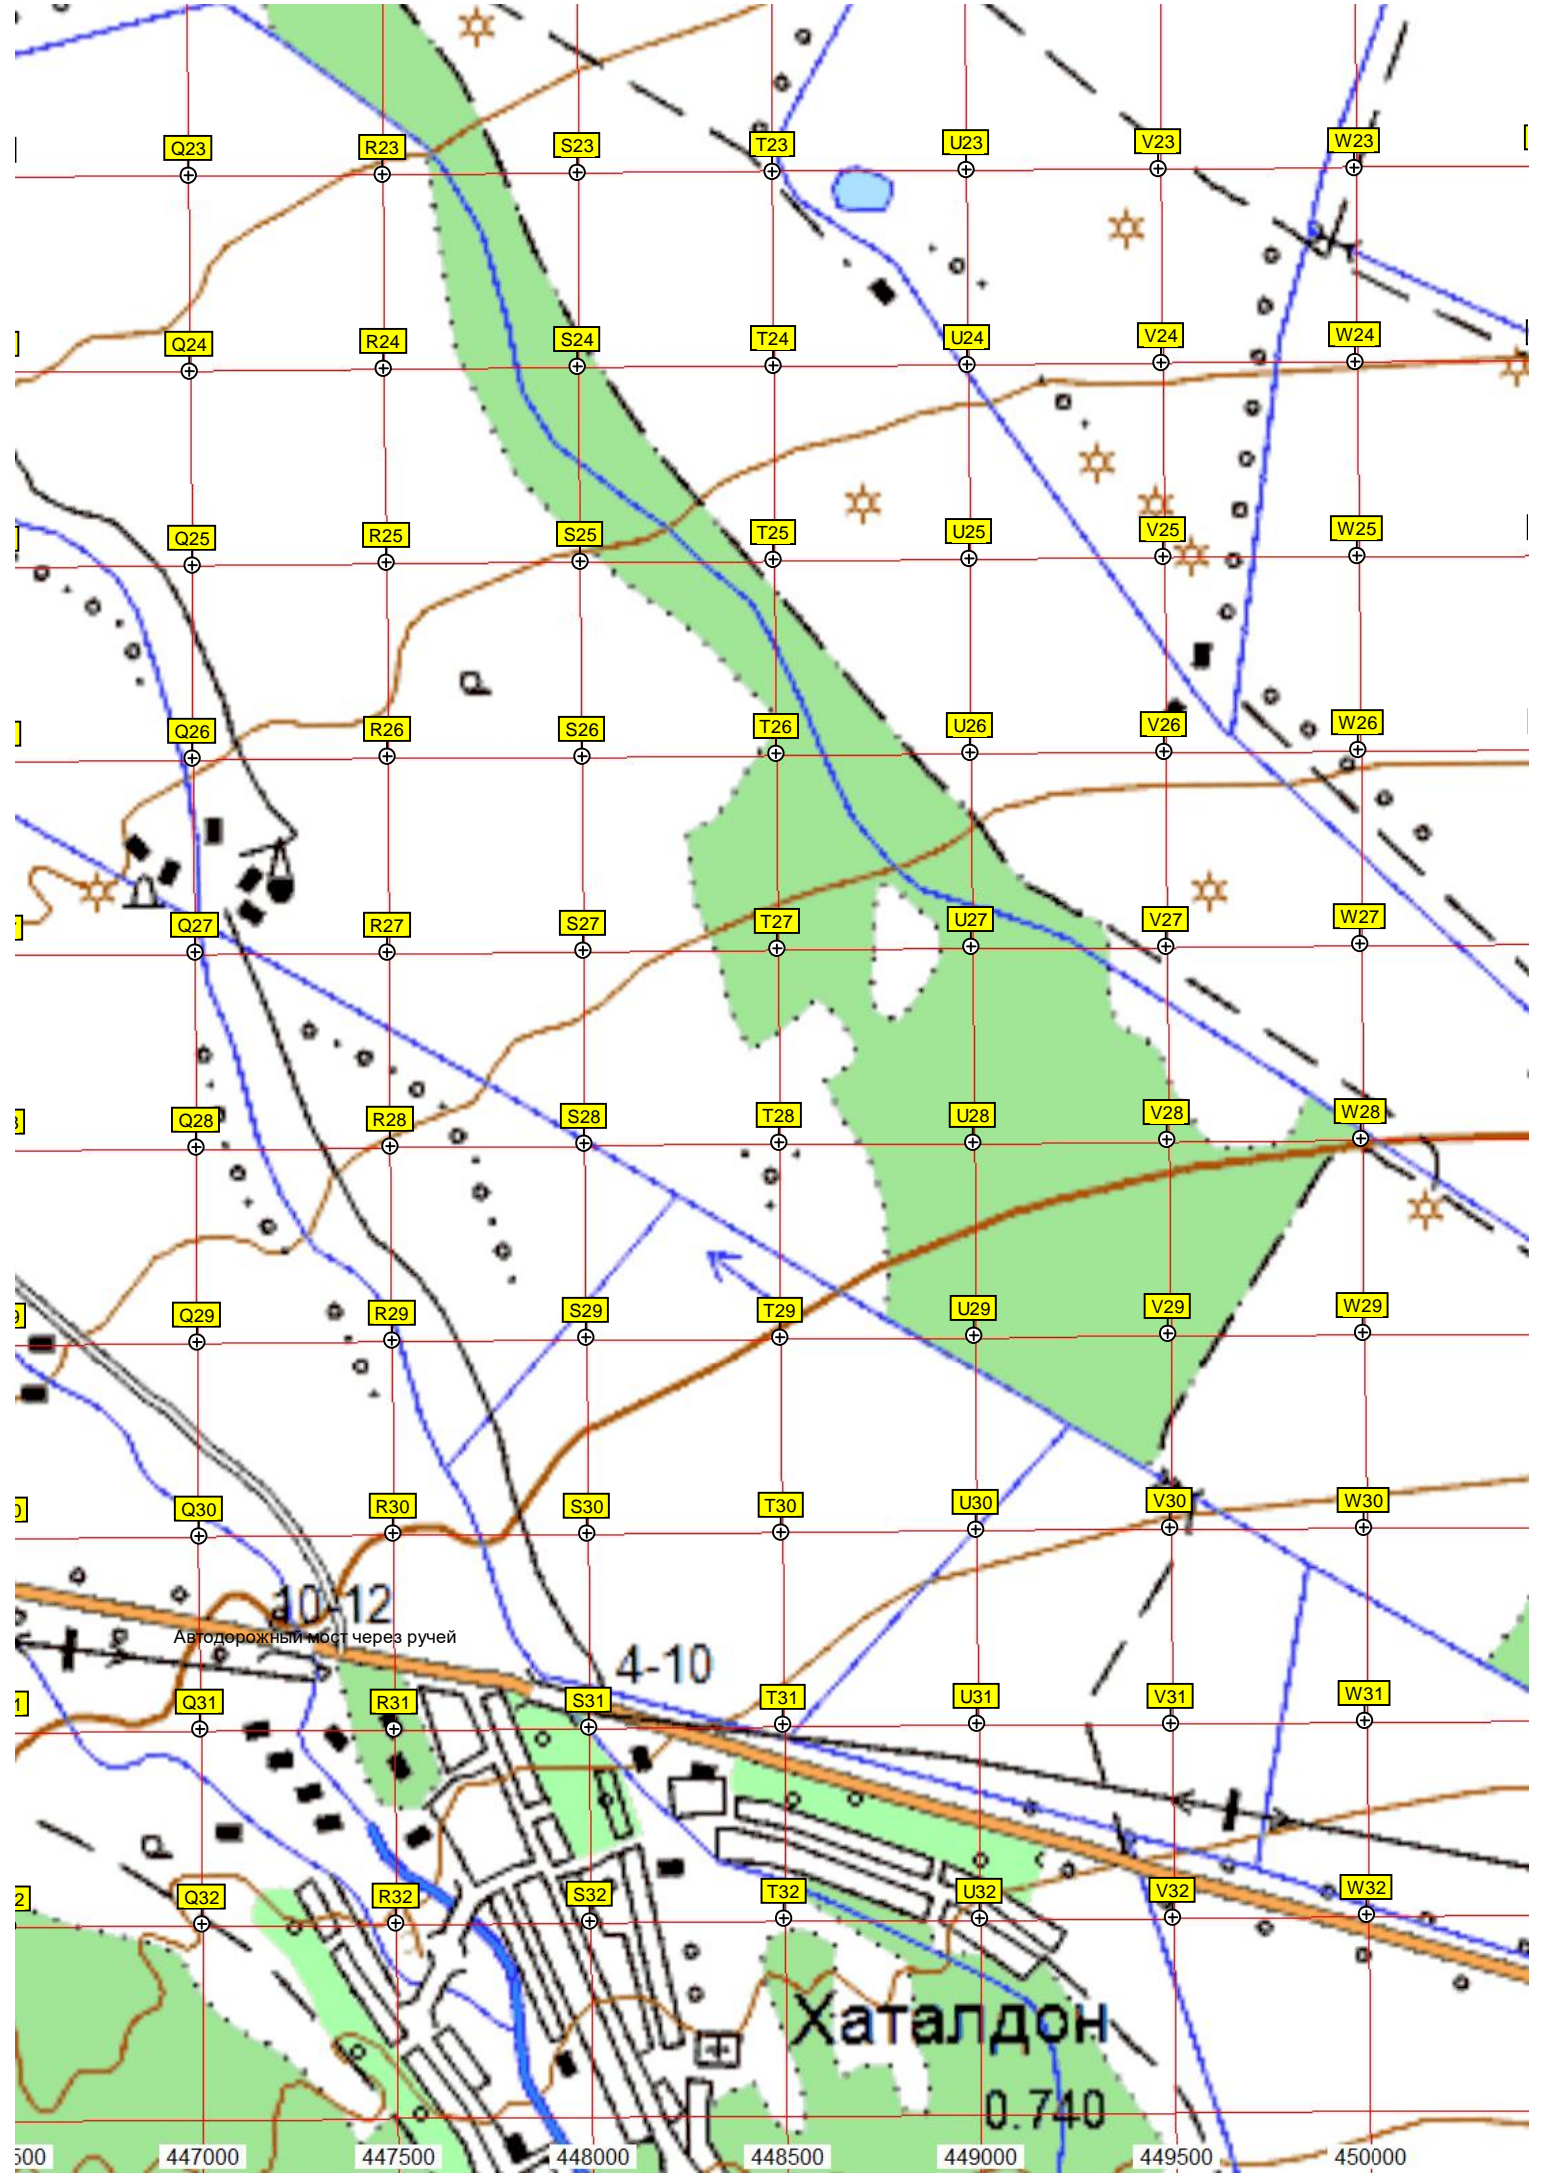 Q23 R23 S23 T23 U23 V23 W23
Q24 R24 S24 T24 U24 V24 W24
Q25 R25 S25 T25 U25 V25 W25
Q26 R26 S26 T26 U26 V26 W26
Q27 R27 S27 T27 U27 V27 W27
Q28 R28 S28 T28 U28 V28 W28
Q29 R29 S29 T29 U29 V29 W29
Q30 R30 S30 T30 U30 V30 W30
10-12
Автодорожный мост через ручей
4-10
Q31 R31 S31 T31 U31 V31 W31
Q32 R32 S32 T32 U32 V32 W32
Хаталдон
0.740
447000 447500 448000 448500 449000 449500 450000